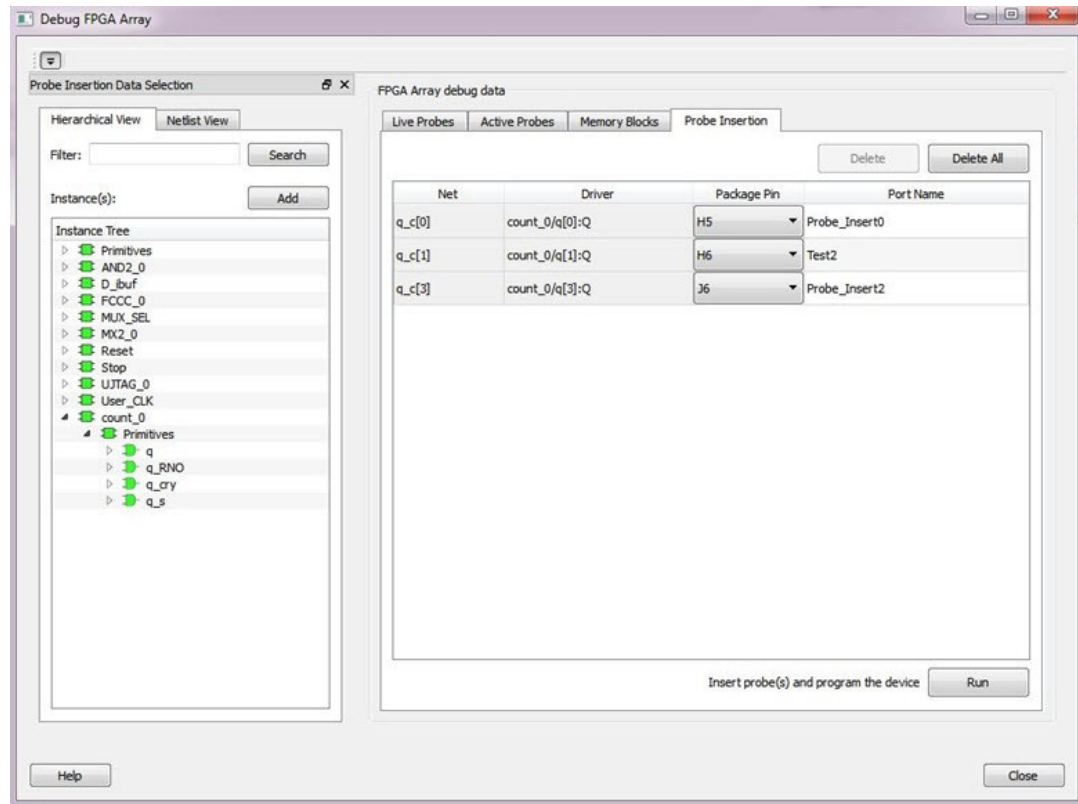 Debug FPGA Array
Probe Insertion Data Selection
Hierarchical View Netlist View
Filter: Search
Instance(s): Add
Instance Tree
Primitives
AND2_0
D_ibuf
FCCC_0
MUX_SEL
MX2_0
Reset
Stop
UJTAG_0
User_CLK
count_0
Primitives
q
q_RNO
q_cry
q_s
FPGA Array debug data
Live Probes Active Probes Memory Blocks Probe Insertion
Delete Delete All
Net Driver Package Pin Port Name
q_c[0] count_0/q[0]:Q H5 Probe_Insert0
q_c[1] count_0/q[1]:Q H6 Test2
q_c[3] count_0/q[3]:Q J6 Probe_Insert2
Insert probe(s) and program the device Run
Help Close